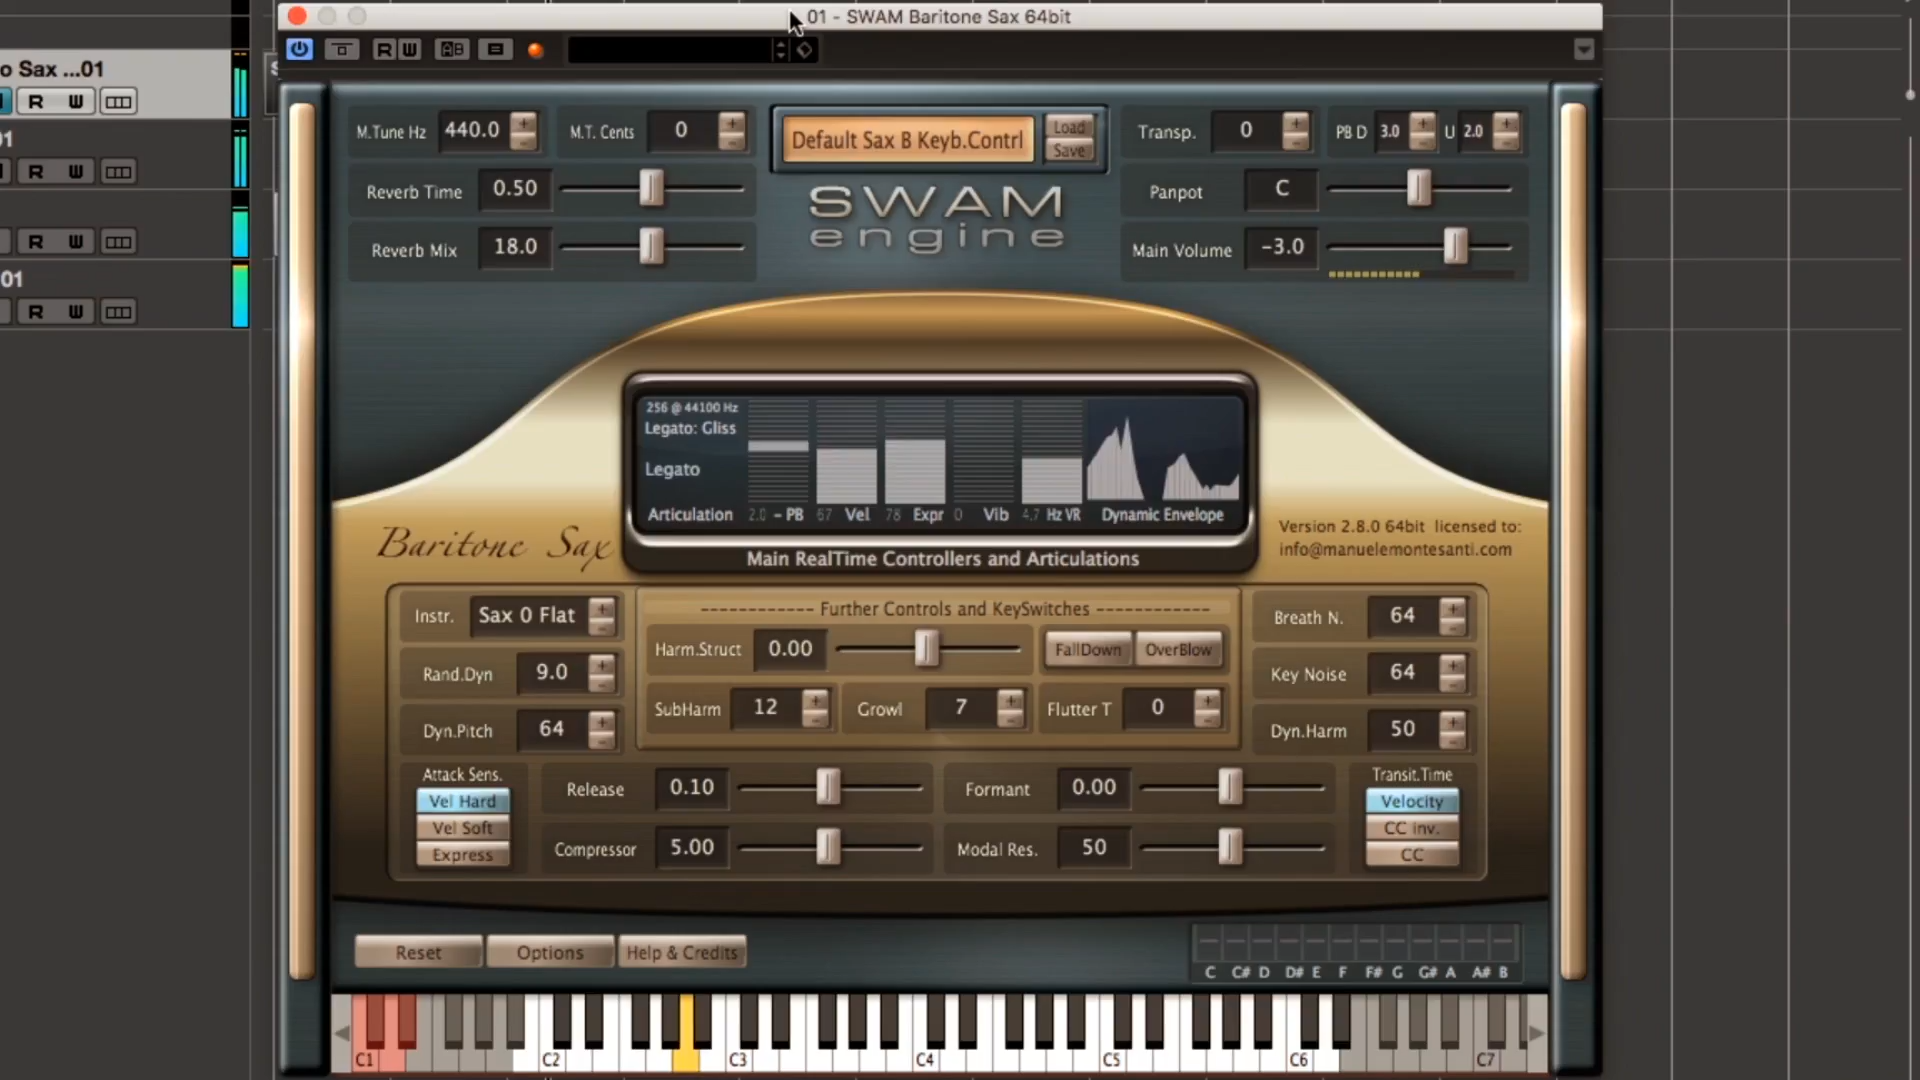 01 - SWAM Baritone Sax 64bit
R W
o Sax ...01
R W
01
R W
R W
01
R W
M.Tune Hz 440.0
M.T. Cents 0
Default Sax B Keyb.Contrl
Load
Save
Transp. 0
PB D 3.0 U 2.0
Reverb Time 0.50
Panpot C
SWAM
engine
Reverb Mix 18.0
Main Volume -3.0
256 @ 44100 Hz
Legato: Gliss
Legato
Articulation 2.0 - PB 67 Vel 78 Expr 0 Vib 4.7 Hz VR Dynamic Envelope
Main RealTime Controllers and Articulations
Baritone Sax
Version 2.8.0 64bit licensed to:
info@manuelemontesanti.com
Instr. Sax 0 Flat
------------ Further Controls and KeySwitches ------------
Breath N. 64
Harm.Struct 0.00
FallDown OverBlow
Rand.Dyn 9.0
Key Noise 64
SubHarm 12 Growl 7 Flutter T 0
Dyn.Pitch 64
Dyn.Harm 50
Attack Sens.
Vel Hard
Vel Soft
Express
Release 0.10
Formant 0.00
Compressor 5.00
Modal Res. 50
Transit.Time
Velocity
CC inv.
CC
Reset Options Help & Credits
C C# D D# E F F# G G# A A# B
C1 C2 C3 C4 C5 C6 C7